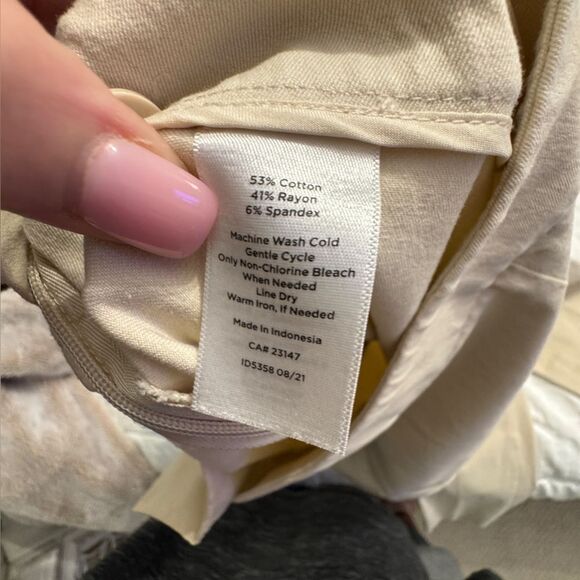 53% Cotton
41% Rayon
6% Spandex
Machine Wash Cold
Gentle Cycle
Only Non-Chlorine Bleach
When Needed
Line Dry
Warm Iron, If Needed
Made In Indonesia
CA# 23147
ID5358 08/21